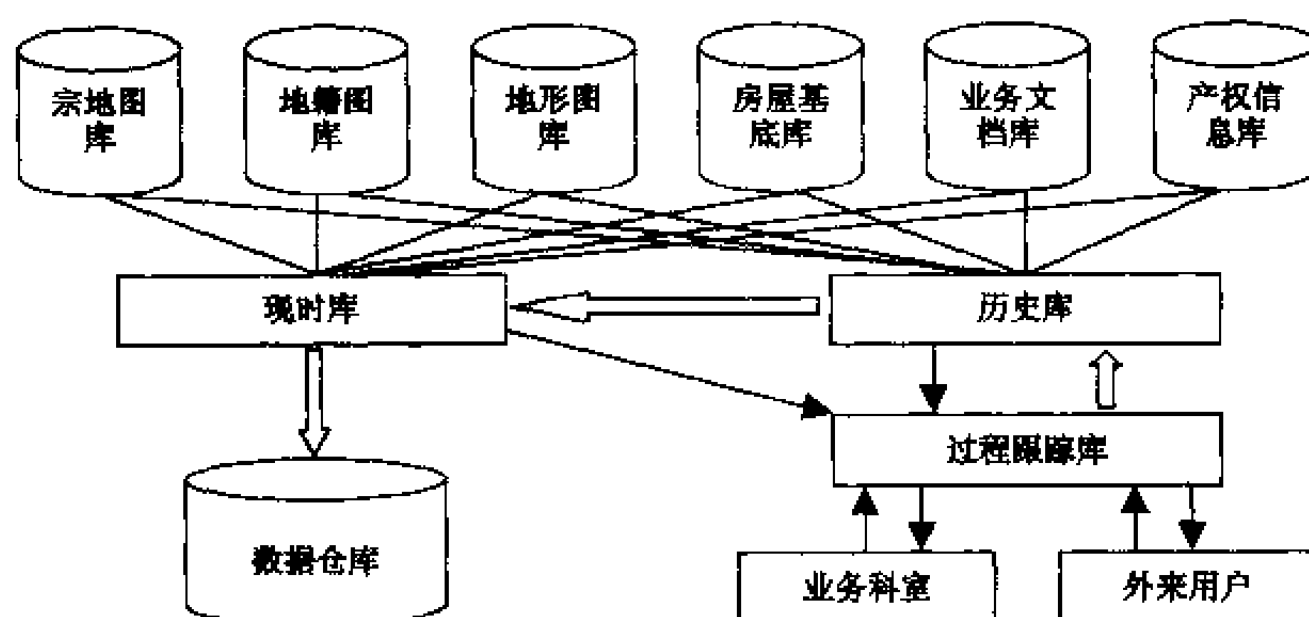 宗地图
库
地籍图
库
地形图
库
房屋基
底库
业务文
档库
产权信
息库
现时库
历史库
过程跟踪库
数据仓库
业务科室
外来用户